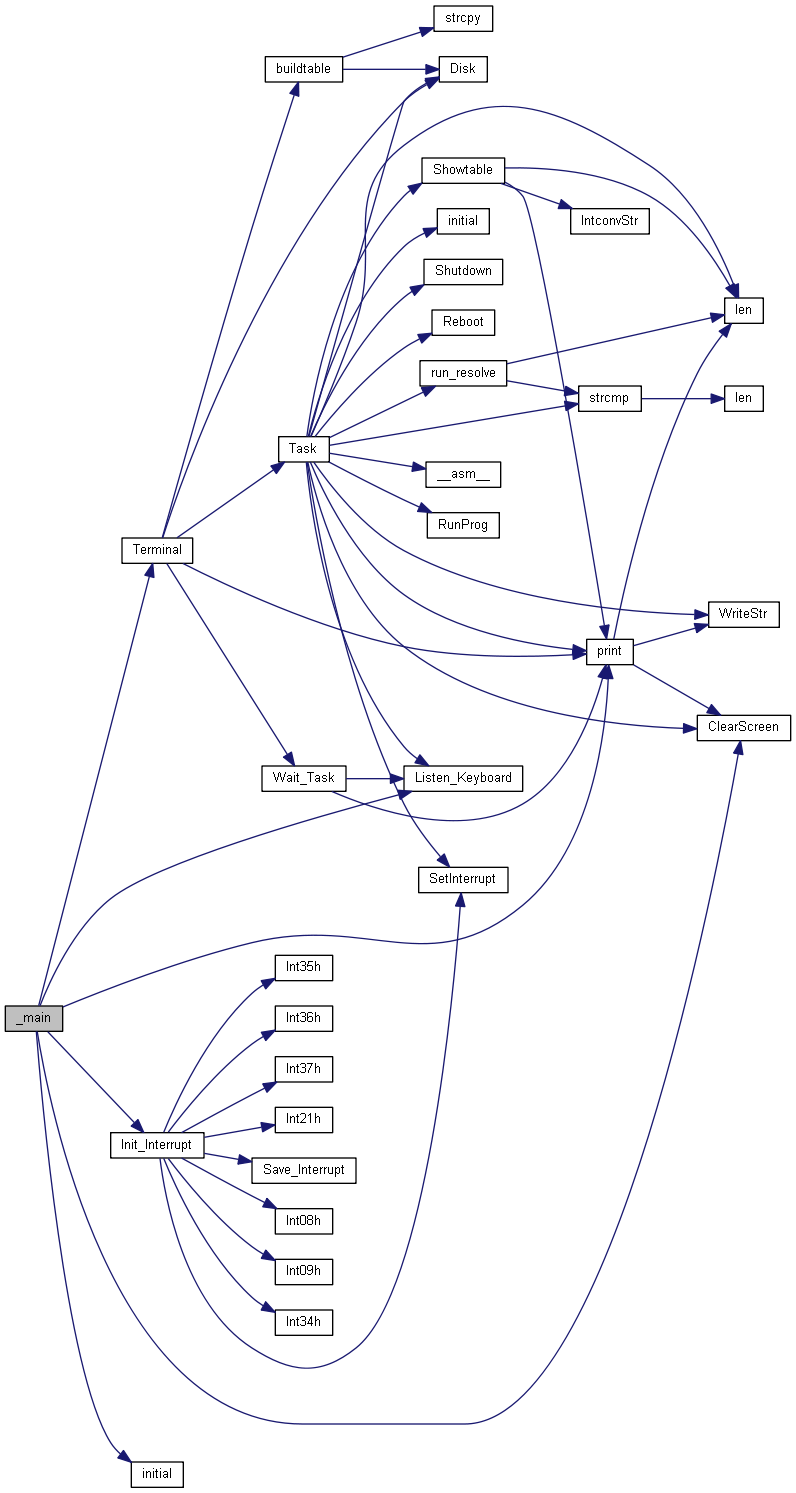 strcpy
buildtable
Disk
Showtable
IntconvStr
initial
Shutdown
len
Reboot
run_resolve
strcmp
len
Task
__asm__
RunProg
Terminal
WriteStr
print
ClearScreen
Wait_Task
Listen_Keyboard
SetInterrupt
Int35h
_main
Int36h
Int37h
Int21h
Init_Interrupt
Save_Interrupt
Int08h
Int09h
Int34h
initial